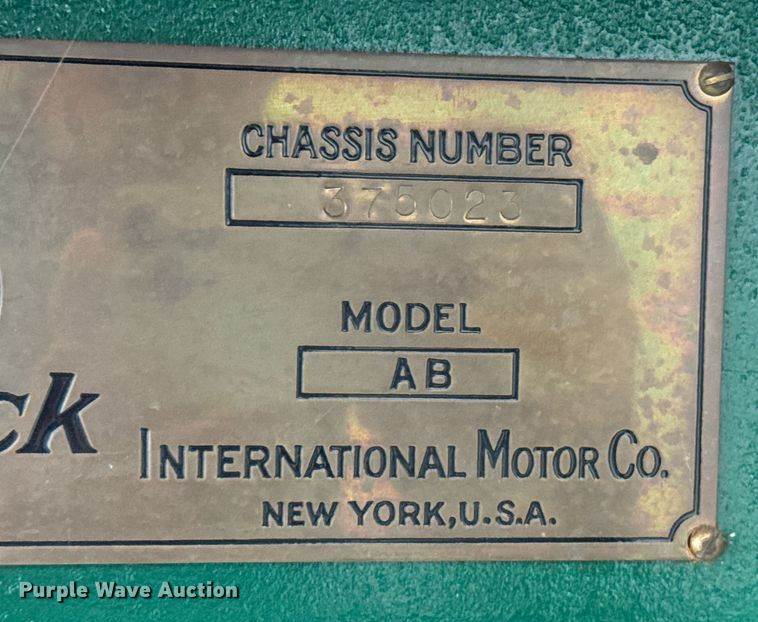 CHASSIS NUMBER
375023
MODEL
AB
ck
INTERNATIONAL MOTOR CO.
NEW YORK, U.S.A.
Purple Wave Auction